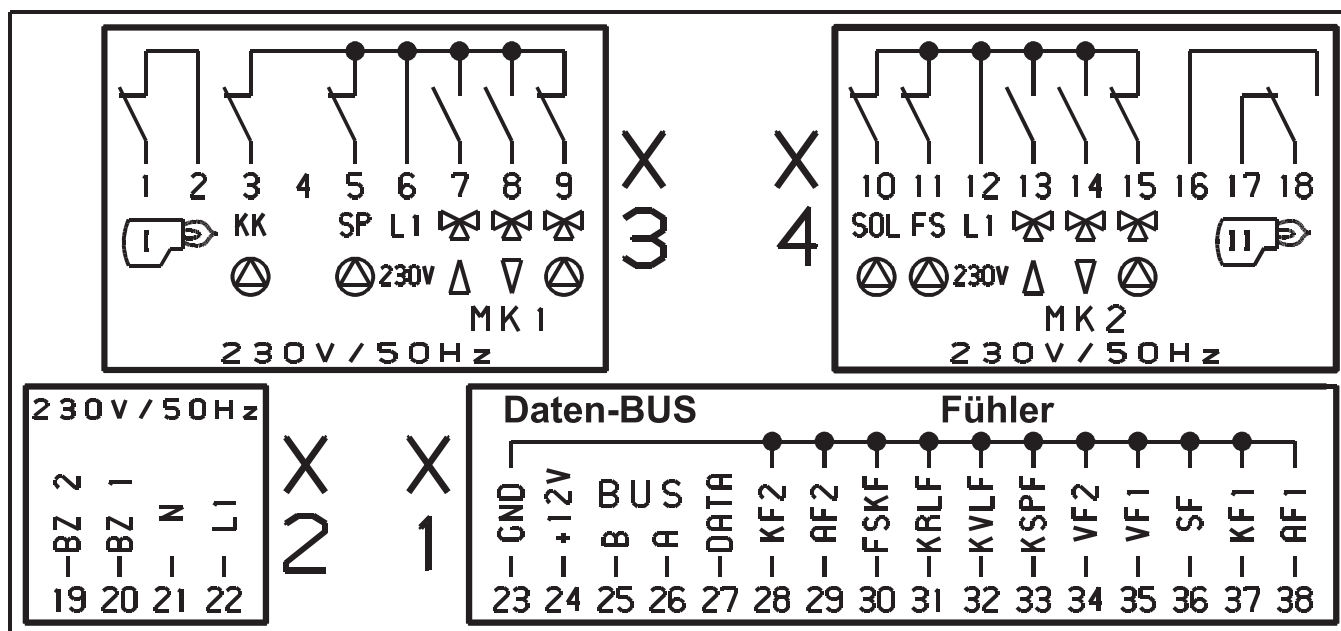 1 2 3 4 5 6 7 8 9
I KK SP L1
230V
MK1
230V/50Hz
X
3
X
4
10 11 12 13 14 15 16 17 18
SOL FS L1 II
230V
MK2
230V/50Hz
230V/50Hz
BZ 2 BZ 1 N L1
19 20 21 22
X
2
X
1
Daten-BUS Fühler
GND +12V BUS B A DATA KF2 AF2 FSKF KRLF KVLF KSPF VF2 VF1 SF KF1 AF1
23 24 25 26 27 28 29 30 31 32 33 34 35 36 37 38